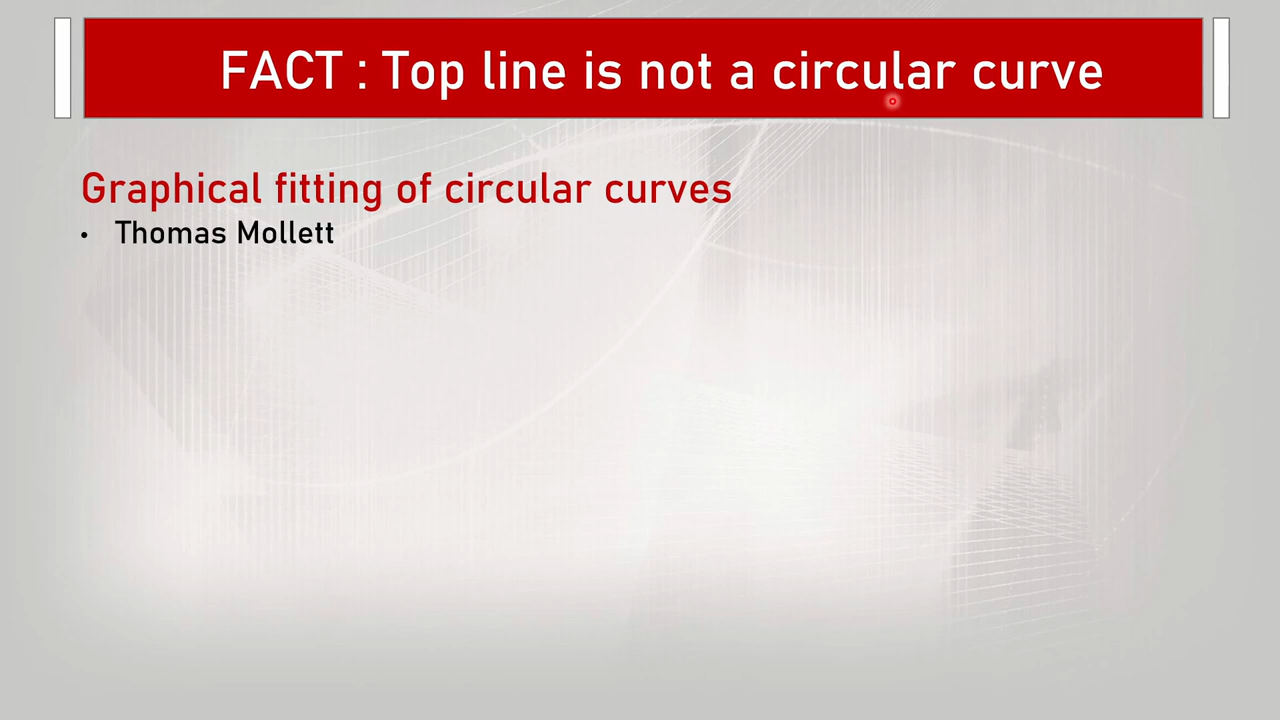 FACT : Top line is not a circular curve
Graphical fitting of circular curves
• Thomas Mollett